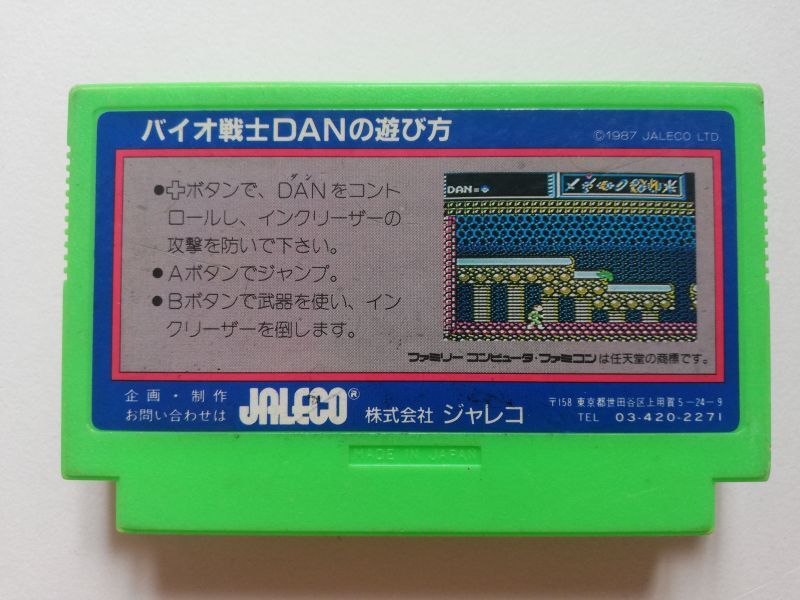 バイオ戦士DANの遊び方
©1987 JALECO LTD.
●✚ボタンで、DANをコント
ダン
ロールし、インクリーザーの
攻撃を防いで下さい。
●Aボタンでジャンプ。
●Bボタンで武器を使い、イン
クリーザーを倒します。
DAN=
ファミリー コンピュータ・ファミコンは任天堂の商標です。
企画・制作
お問い合わせは
JALECO®
株式会社 ジャレコ
〒158 東京都世田谷区上用賀5-24-9
TEL 03-420-2271
MADE IN JAPAN